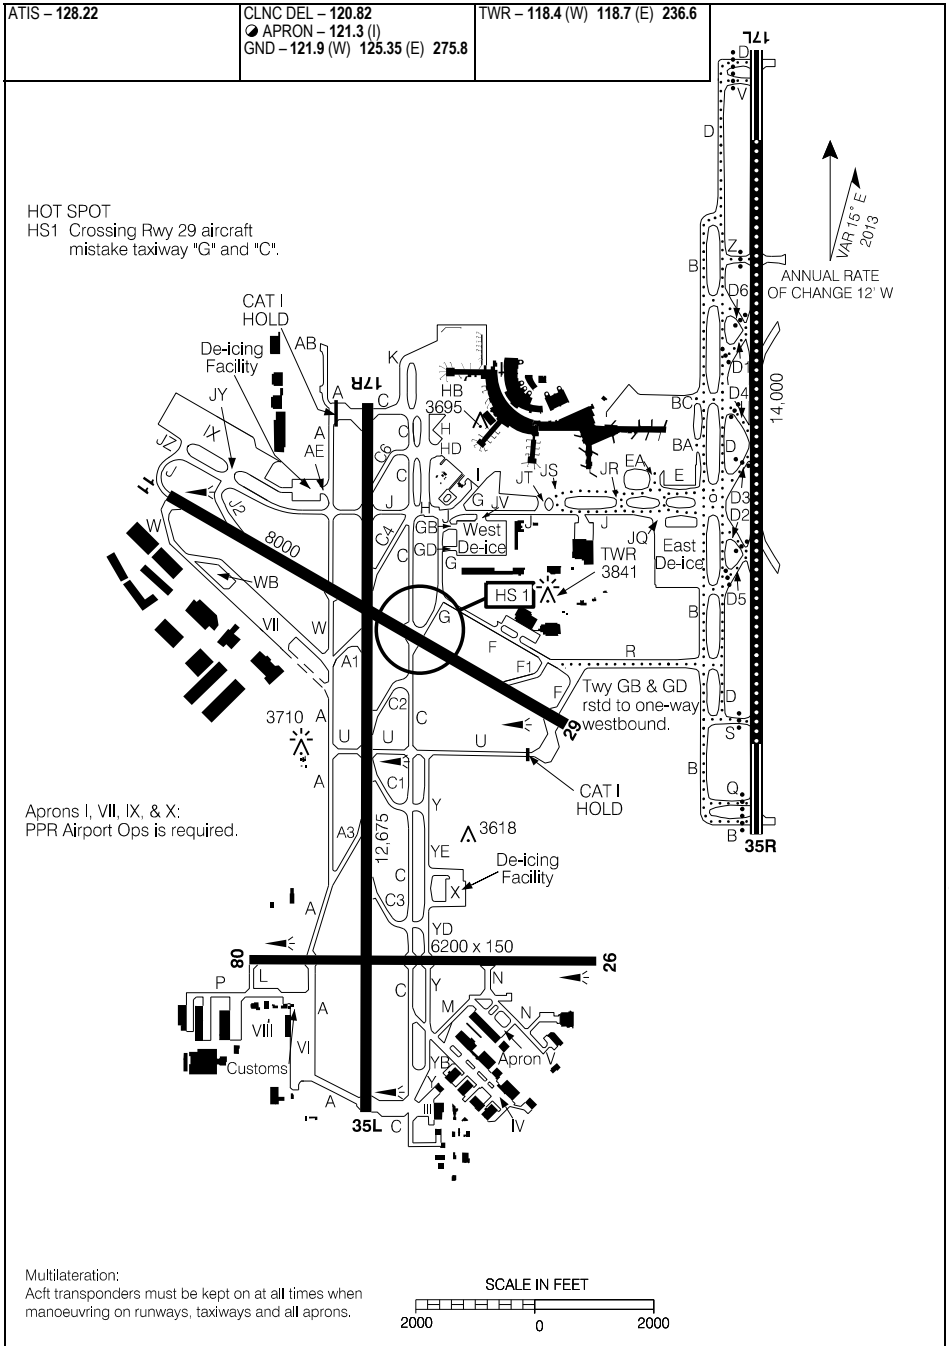 ATIS – 128.22
CLNC DEL – 120.82
APRON – 121.3 (I)
GND – 121.9 (W) 125.35 (E) 275.8
TWR – 118.4 (W) 118.7 (E) 236.6
17L
D
V
D
HOT SPOT
HS1 Crossing Rwy 29 aircraft
mistake taxiway "G" and "C".
VAR 15° E
2013
Z
B
ANNUAL RATE
OF CHANGE 12' W
D6
CAT I
HOLD
De-icing
Facility
AB
K
17R
A
C
HB
3695
D1
D4
14,000
JY
IX
A
C
H
BC
JZ
AE
C6
HD
BA
D
J
C
I
JT
JS
JR
EA
E
11
J2
J
H
G
JV
D3
D2
W
8000
C4
GB
J
West
De-ice
J
J
JQ
East
De-ice
C
GD
G
TWR
3841
WB
HS 1
D5
VII
W
G
B
F
R
A1
F1
F
Twy GB & GD
rstd to one-way
westbound.
D
A
C2
C
3710
29
S
U
U
U
A
C1
B
CAT I
HOLD
Q
Aprons I, VII, IX, & X:
PPR Airport Ops is required.
Y
A3
12,675
3618
B
35R
YE
De-icing
Facility
C
X
A
C3
YD
6200 x 150
08
26
P
L
Y
N
A
C
M
N
VIII
VI
Apron V
Customs
YB
Y
A
III
IV
35L
C
Multilateration:
Acft transponders must be kept on at all times when
manoeuvring on runways, taxiways and all aprons.
SCALE IN FEET
2000
0
2000